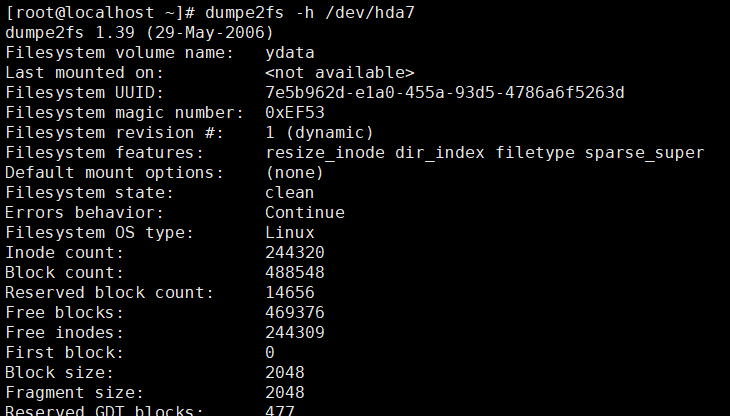 [root@localhost ~]# dumpe2fs -h /dev/hda7
dumpe2fs 1.39 (29-May-2006)
Filesystem volume name:   ydata
Last mounted on:          <not available>
Filesystem UUID:          7e5b962d-e1a0-455a-93d5-4786a6f5263d
Filesystem magic number:  0xEF53
Filesystem revision #:    1 (dynamic)
Filesystem features:      resize_inode dir_index filetype sparse_super
Default mount options:    (none)
Filesystem state:         clean
Errors behavior:          Continue
Filesystem OS type:       Linux
Inode count:              244320
Block count:              488548
Reserved block count:     14656
Free blocks:              469376
Free inodes:              244309
First block:              0
Block size:               2048
Fragment size:            2048
Reserved GDT blocks:      477